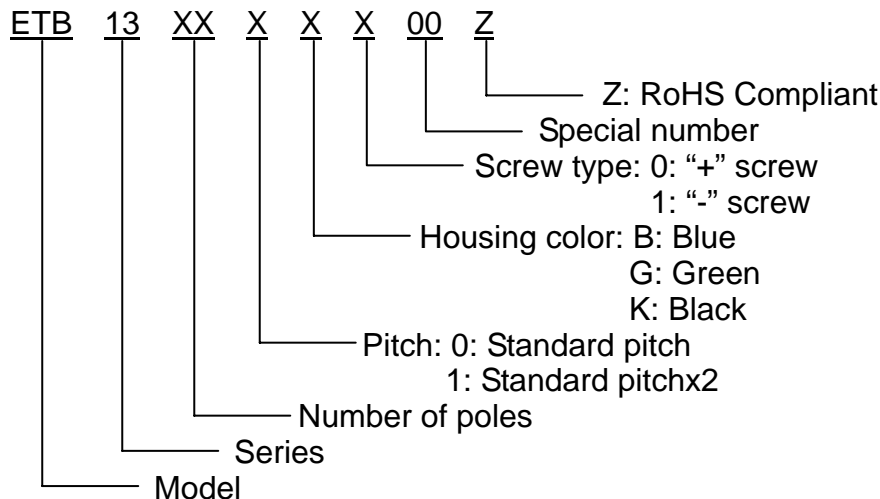 ETB 13 XX X X X 00 Z
Z: RoHS Compliant
Special number
Screw type: 0: “+” screw
1: “-” screw
Housing color: B: Blue
G: Green
K: Black
Pitch: 0: Standard pitch
1: Standard pitchx2
Number of poles
Series
Model